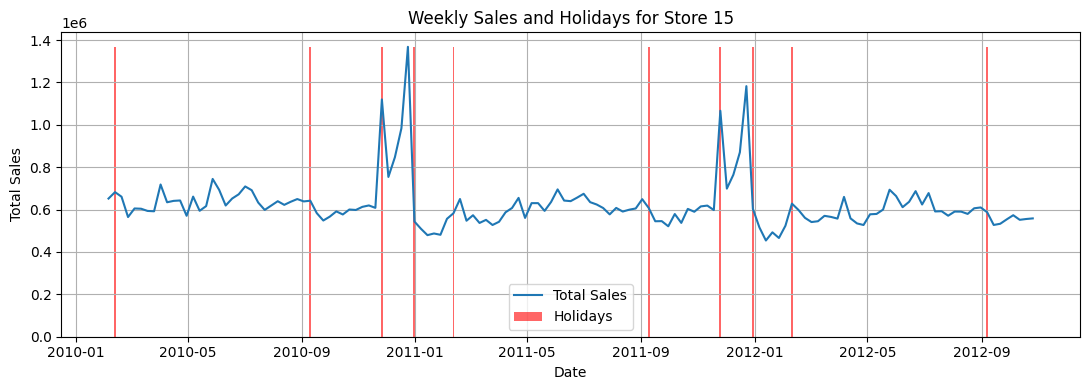 Weekly Sales and Holidays for Store 15
1e6
1.4
1.2
1.0
0.8
0.6
0.4
0.2
0.0
Total Sales
Total Sales
Holidays
2010-01 2010-05 2010-09 2011-01 2011-05 2011-09 2012-01 2012-05 2012-09
Date